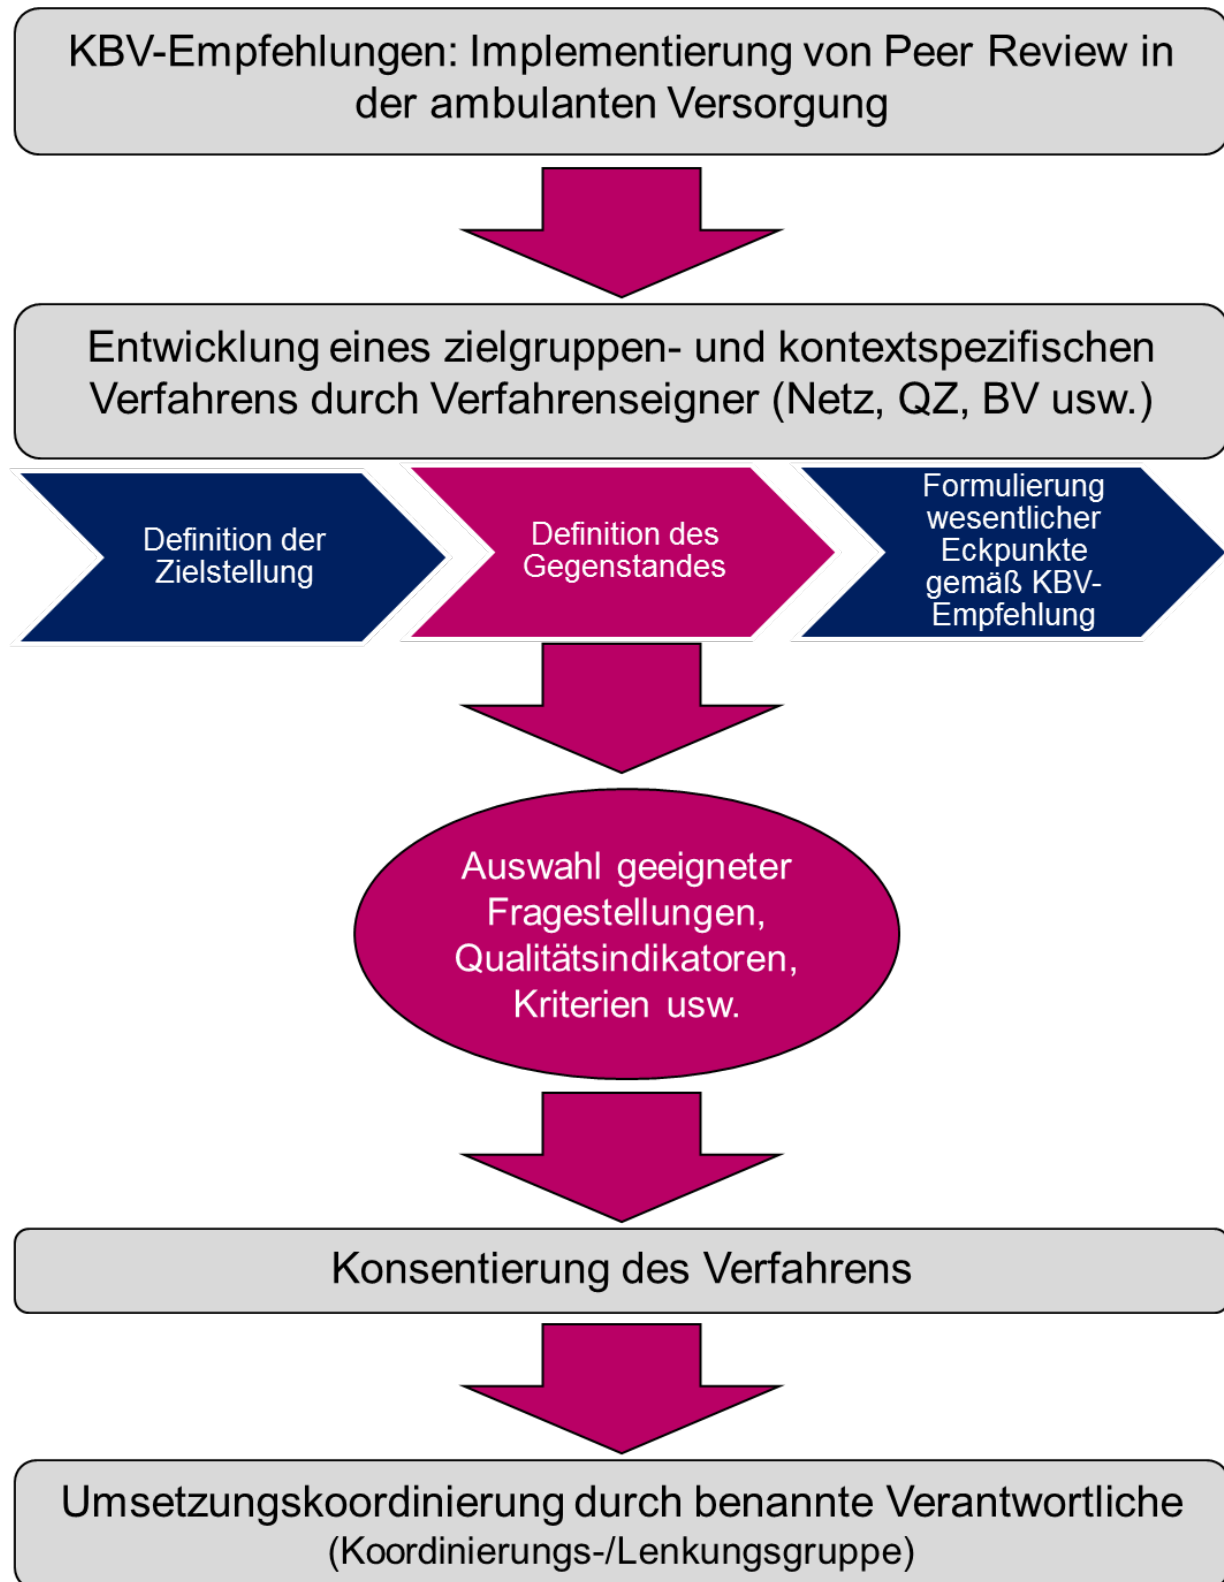 KBV-Empfehlungen: Implementierung von Peer Review in
der ambulanten Versorgung
Entwicklung eines zielgruppen- und kontextspezifischen
Verfahrens durch Verfahrenseigner (Netz, QZ, BV usw.)
Definition der
Zielstellung
Definition des
Gegenstandes
Formulierung
wesentlicher
Eckpunkte
gemäß KBV-
Empfehlung
Auswahl geeigneter
Fragestellungen,
Qualitätsindikatoren,
Kriterien usw.
Konsentierung des Verfahrens
Umsetzungskoordinierung durch benannte Verantwortliche
(Koordinierungs-/Lenkungsgruppe)